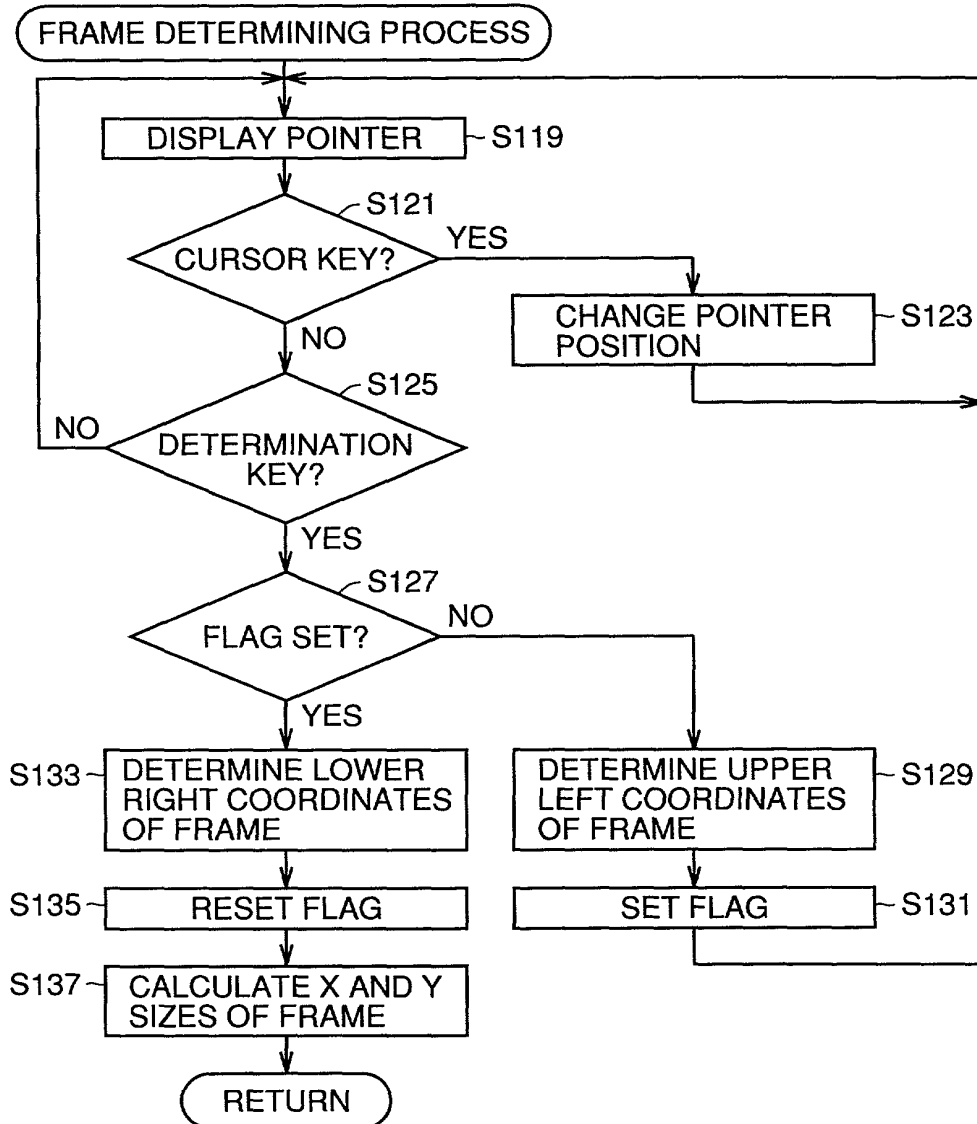 FRAME DETERMINING PROCESS
DISPLAY POINTER
S119
S121
CURSOR KEY?
YES
CHANGE POINTER
POSITION
S123
NO
S125
NO
DETERMINATION
KEY?
YES
S127
FLAG SET?
NO
YES
S133
DETERMINE LOWER
RIGHT COORDINATES
OF FRAME
DETERMINE UPPER
LEFT COORDINATES
OF FRAME
S129
S135
RESET FLAG
SET FLAG
S131
S137
CALCULATE X AND Y
SIZES OF FRAME
RETURN